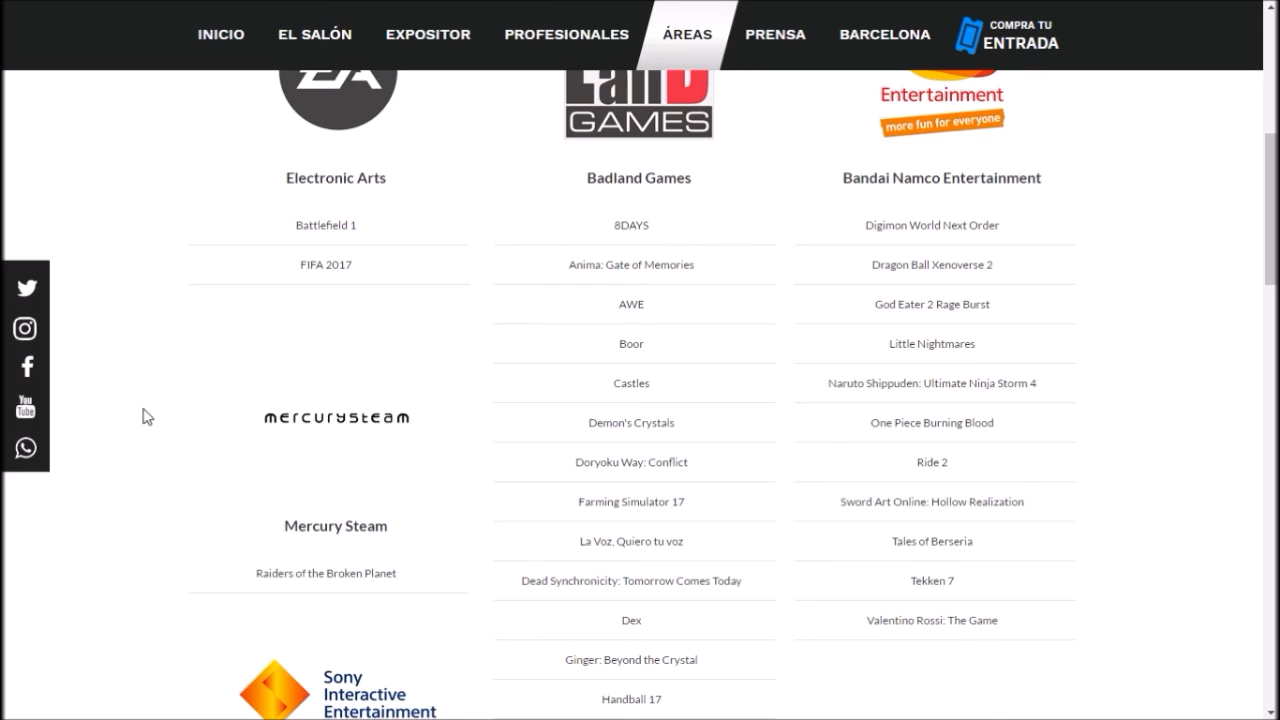 INICIO
EL SALÓN
EXPOSITOR
PROFESIONALES
ÁREAS
PRENSA
BARCELONA
COMPRA TU
ENTRADA
EA
GAMES
Entertainment
more fun for everyone
Electronic Arts
Battlefield 1
FIFA 2017
mercurysteam
Mercury Steam
Raiders of the Broken Planet
Sony
Interactive
Entertainment
Badland Games
8DAYS
Anima: Gate of Memories
AWE
Boor
Castles
Demon's Crystals
Doryoku Way: Conflict
Farming Simulator 17
La Voz, Quiero tu voz
Dead Synchronicity: Tomorrow Comes Today
Dex
Ginger: Beyond the Crystal
Handball 17
Bandai Namco Entertainment
Digimon World Next Order
Dragon Ball Xenoverse 2
God Eater 2 Rage Burst
Little Nightmares
Naruto Shippuden: Ultimate Ninja Storm 4
One Piece Burning Blood
Ride 2
Sword Art Online: Hollow Realization
Tales of Berseria
Tekken 7
Valentino Rossi: The Game
You
Tube